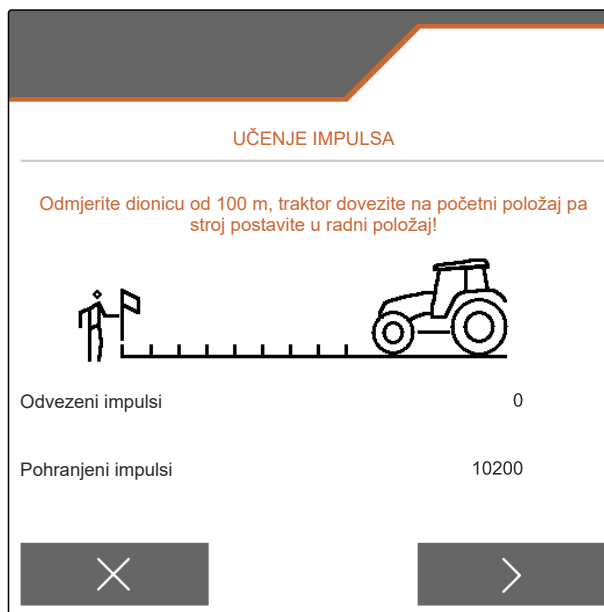 UČENJE IMPULSA
Odmjerite dionicu od 100 m, traktor dovezite na početni položaj pa
stroj postavite u radni položaj!
Odvezeni impulsi 0
Pohranjeni impulsi 10200